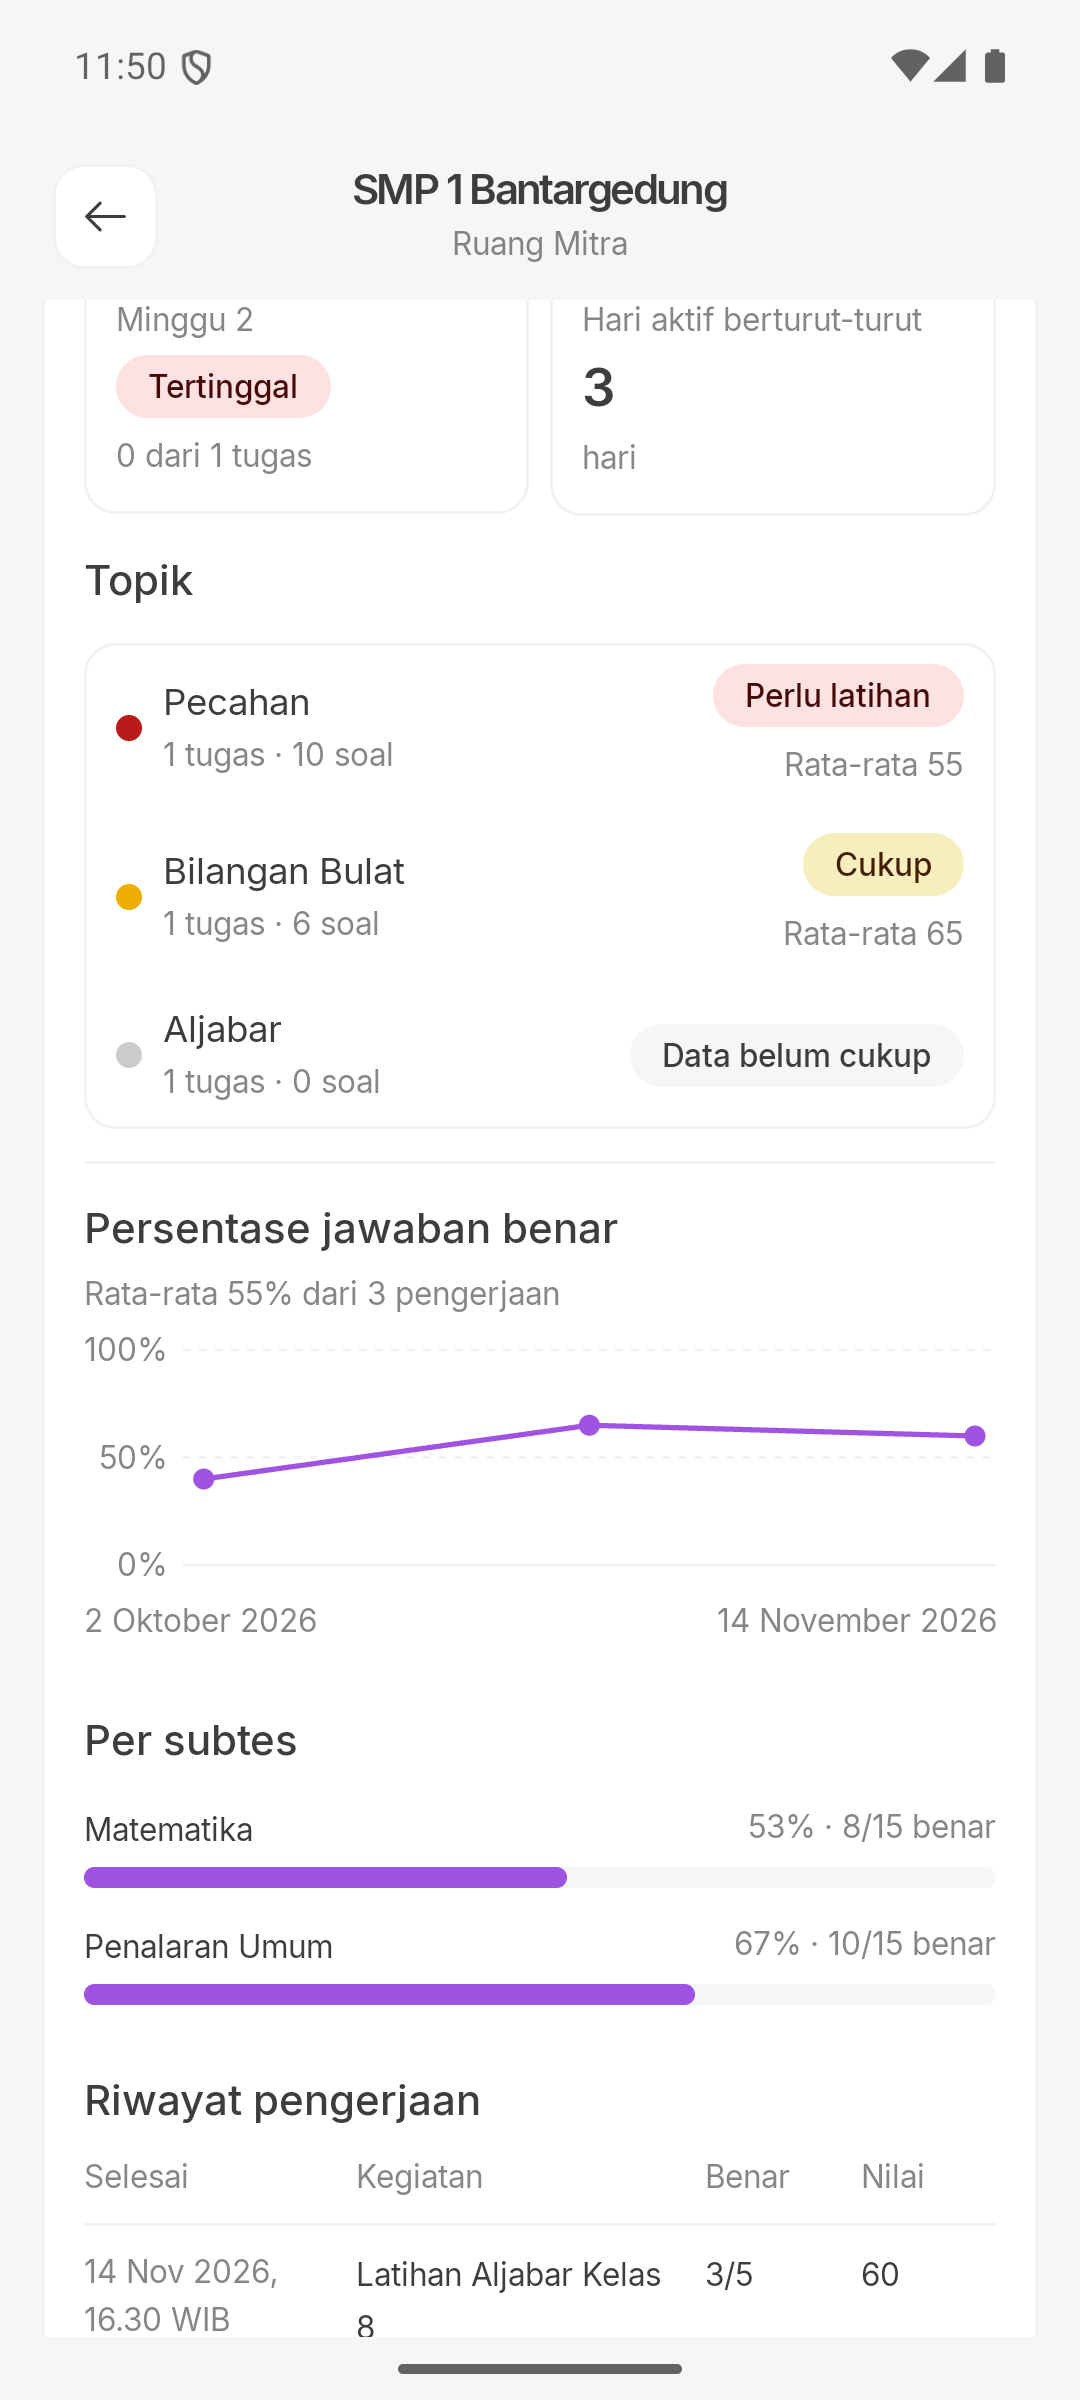 11:50
SMP 1 Bantargedung
Ruang Mitra
Minggu 2
Tertinggal
0 dari 1 tugas
Hari aktif berturut-turut
3
hari
Topik
Pecahan
1 tugas · 10 soal
Perlu latihan
Rata-rata 55
Bilangan Bulat
1 tugas · 6 soal
Cukup
Rata-rata 65
Aljabar
1 tugas · 0 soal
Data belum cukup
Persentase jawaban benar
Rata-rata 55% dari 3 pengerjaan
100%
50%
0%
2 Oktober 2026
14 November 2026
Per subtes
Matematika
53% · 8/15 benar
Penalaran Umum
67% · 10/15 benar
Riwayat pengerjaan
Selesai Kegiatan Benar Nilai
14 Nov 2026, Latihan Aljabar Kelas 3/5 60
16.30 WIB 8